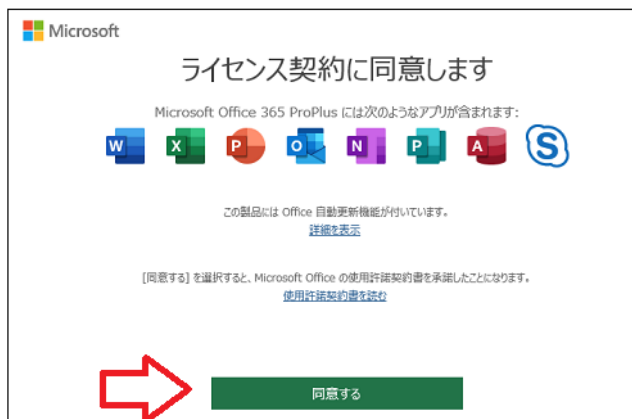 Microsoft
ライセンス契約に同意します
Microsoft Office 365 ProPlus には次のようなアプリが含まれます:
W X P O N P A S
この製品には Office 自動更新機能が付いています。
詳細を表示
[同意する] を選択すると、Microsoft Office の使用許諾契約書を承諾したことになります。
使用許諾契約書を読む
同意する